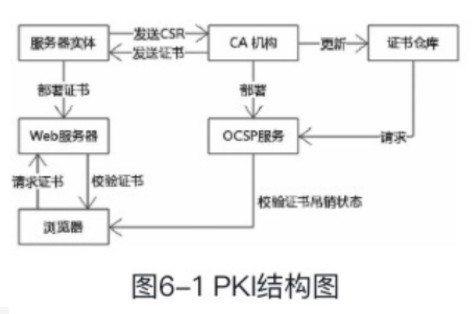 服务器实体
发送CSR
发送证书
CA 机构
更新
证书仓库
部署证书
部署
Web服务器
OCSP服务
请求
请求证书
校验证书
校验证书吊销状态
浏览器
图6-1 PKI结构图